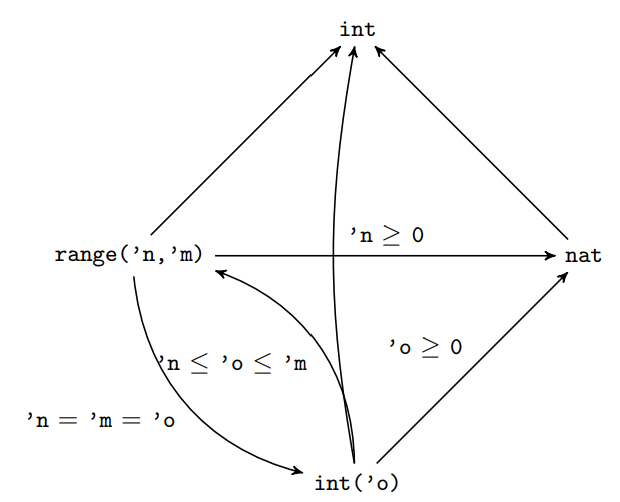 int
'n ≥ 0
range('n,'m)
nat
'o ≥ 0
'n ≤ 'o ≤ 'm
'n = 'm = 'o
int('o)